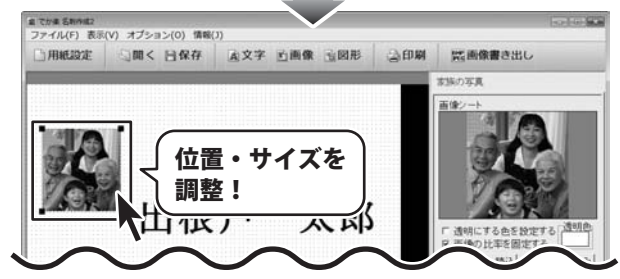 でか楽 名刺作成2
ファイル(F) 表示(V) オプション(O) 情報(J)
用紙設定 開く 保存 文字 画像 図形 印刷 画像書き出し
家族の写真
画像シート
位置・サイズを
調整！
太郎
透明にする色を設定する 透明色
画像の比率を固定する